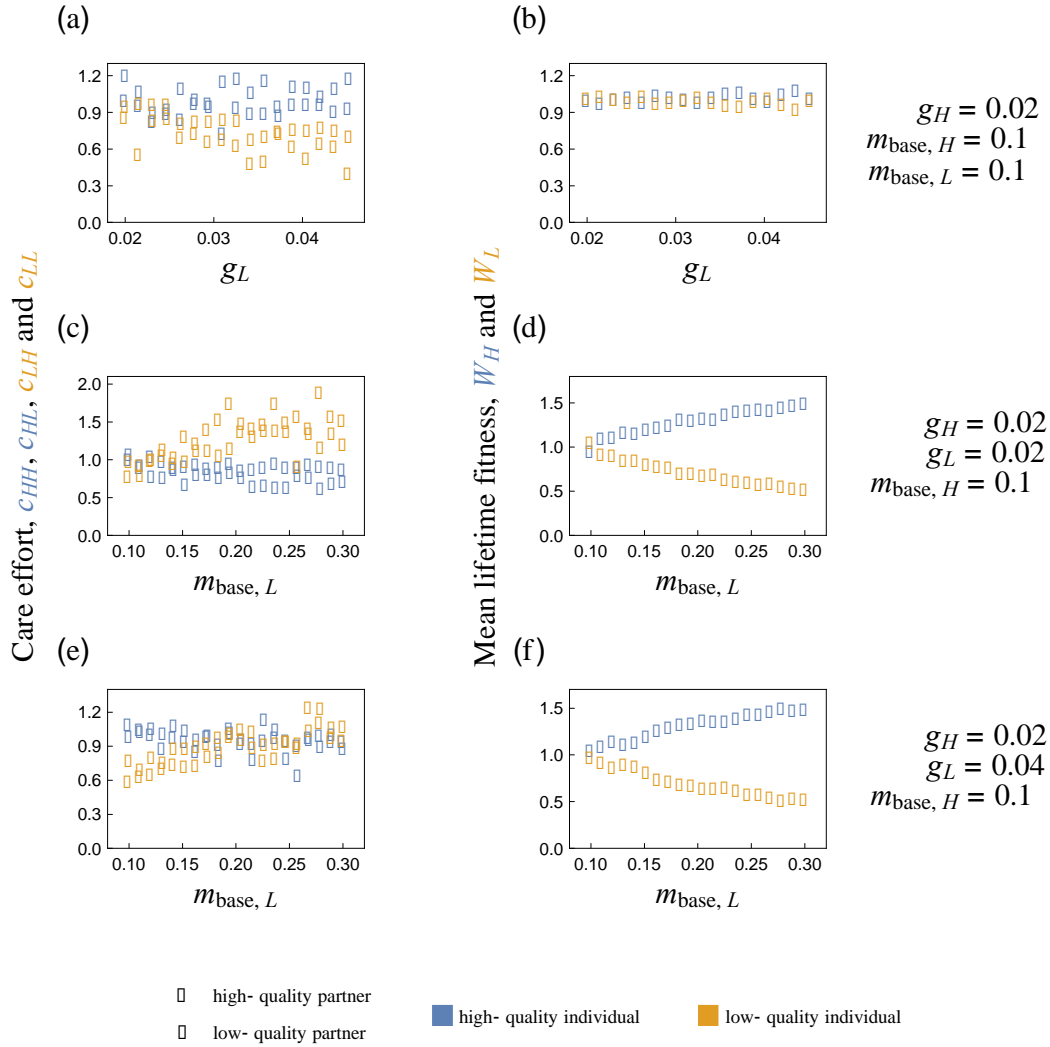 (a)
(b)
1.2
0.9
0.6
0.3
0.0
0.02 0.03 0.04
g_L
1.2
0.9
0.6
0.3
0.0
0.02 0.03 0.04
g_L
g_H = 0.02
m_base, H = 0.1
m_base, L = 0.1
Care effort, c_HH, c_HL, c_LH and c_LL
Mean lifetime fitness, W_H and W_L
(c)
(d)
2.0
1.5
1.0
0.5
0.0
0.10 0.15 0.20 0.25 0.30
m_base, L
1.5
1.0
0.5
0.0
0.10 0.15 0.20 0.25 0.30
m_base, L
g_H = 0.02
g_L = 0.02
m_base, H = 0.1
(e)
(f)
1.2
0.9
0.6
0.3
0.0
0.10 0.15 0.20 0.25 0.30
m_base, L
1.5
1.0
0.5
0.0
0.10 0.15 0.20 0.25 0.30
m_base, L
g_H = 0.02
g_L = 0.04
m_base, H = 0.1
high- quality partner
low- quality partner
high- quality individual
low- quality individual